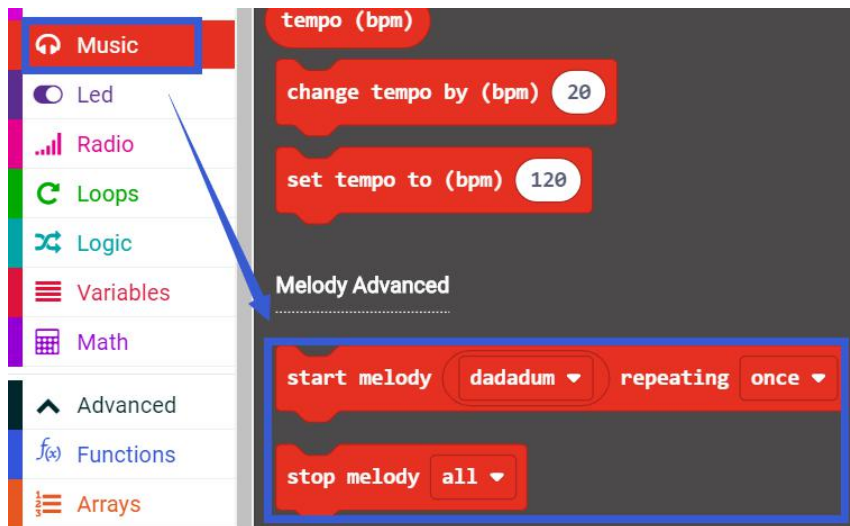 Music
Led
Radio
Loops
Logic
Variables
Math
Advanced
f(x) Functions
Arrays
tempo (bpm)
change tempo by (bpm) 20
set tempo to (bpm) 120
Melody Advanced
start melody dadadum repeating once
stop melody all